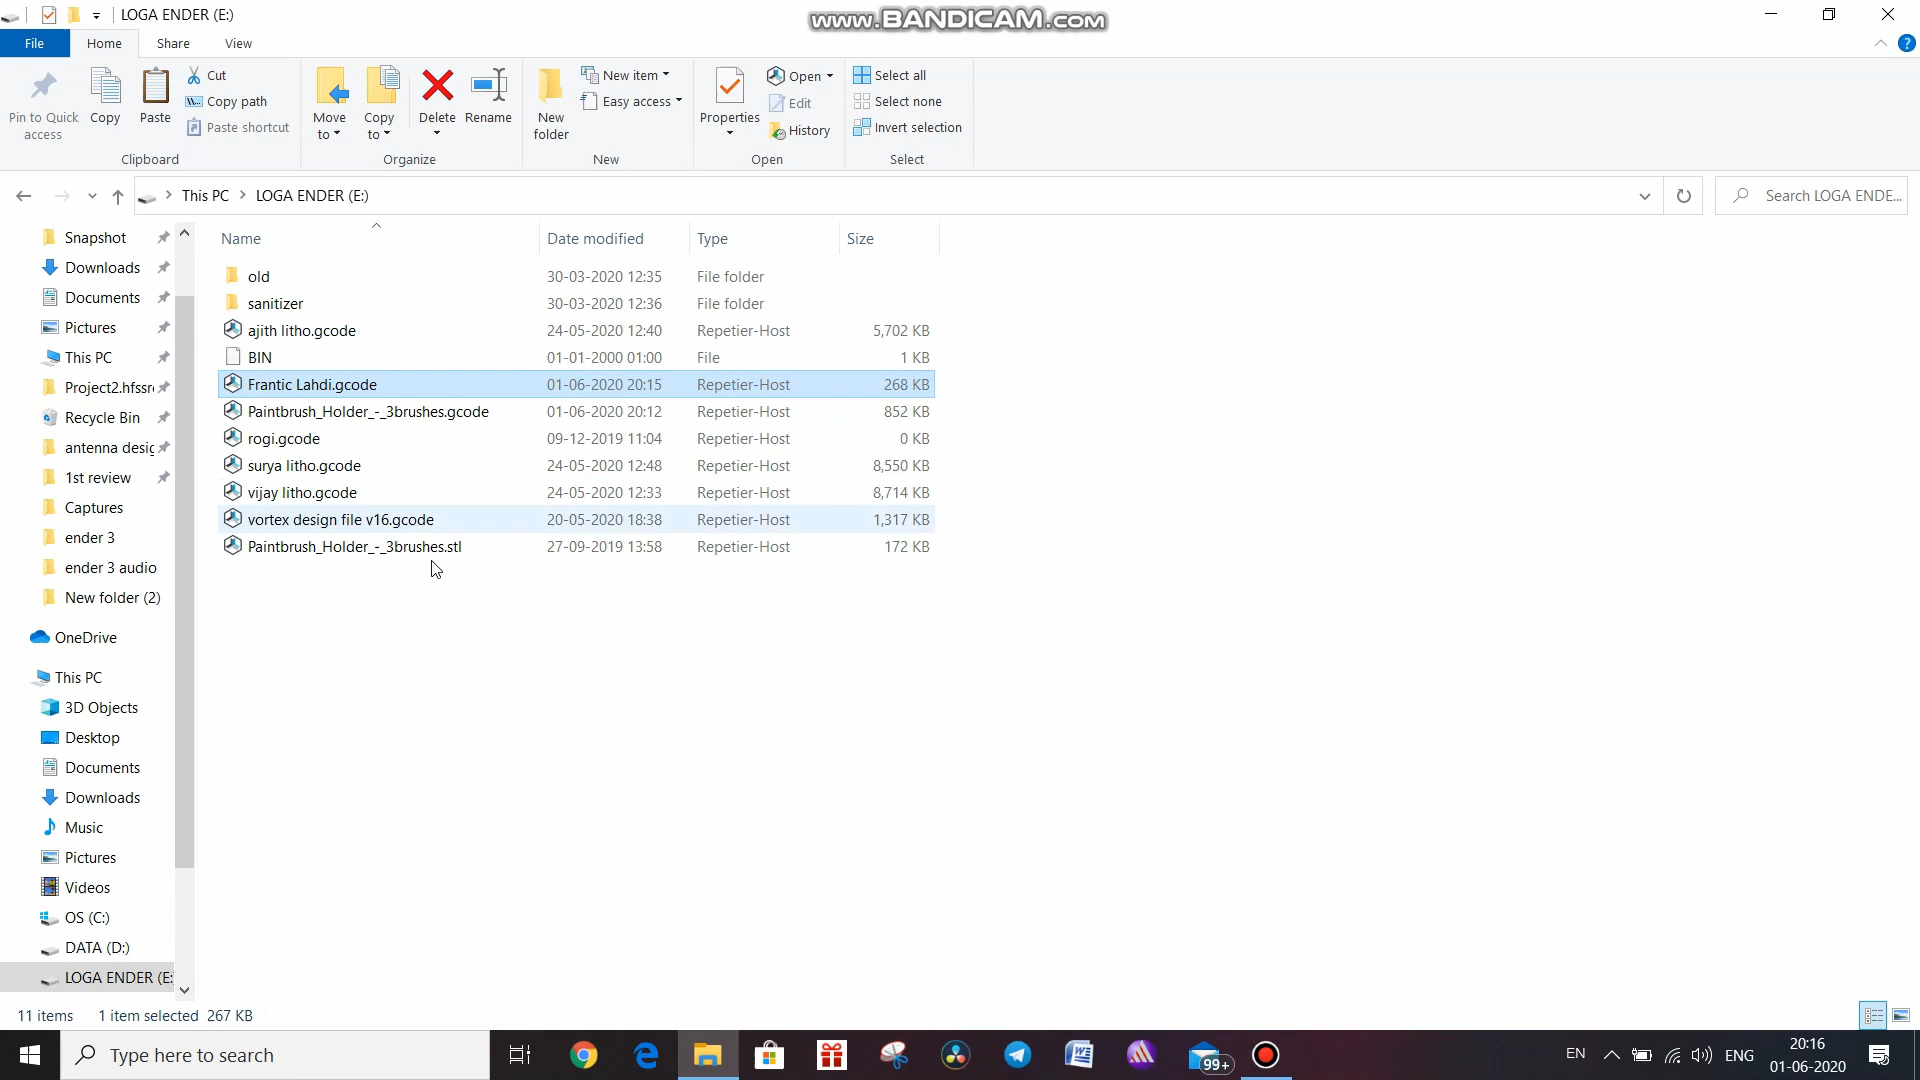 LOGA ENDER (E:)
www.BANDICAM.com
File
Home
Share
View
Pin to Quick access
Copy
Paste
Cut
Copy path
Paste shortcut
Clipboard
Move to
Copy to
Delete
Rename
Organize
New folder
New item
Easy access
New
Properties
Open
Edit
History
Open
Select all
Select none
Invert selection
Select
This PC > LOGA ENDER (E:)
Search LOGA ENDE...
Name Date modified Type Size
old 30-03-2020 12:35 File folder
sanitizer 30-03-2020 12:36 File folder
ajith litho.gcode 24-05-2020 12:40 Repetier-Host 5,702 KB
BIN 01-01-2000 01:00 File 1 KB
Frantic Lahdi.gcode 01-06-2020 20:15 Repetier-Host 268 KB
Paintbrush_Holder_-_3brushes.gcode 01-06-2020 20:12 Repetier-Host 852 KB
rogi.gcode 09-12-2019 11:04 Repetier-Host 0 KB
surya litho.gcode 24-05-2020 12:48 Repetier-Host 8,550 KB
vijay litho.gcode 24-05-2020 12:33 Repetier-Host 8,714 KB
vortex design file v16.gcode 20-05-2020 18:38 Repetier-Host 1,317 KB
Paintbrush_Holder_-_3brushes.stl 27-09-2019 13:58 Repetier-Host 172 KB
Snapshot
Downloads
Documents
Pictures
This PC
Project2.hfssr
Recycle Bin
antenna desig
1st review
Captures
ender 3
ender 3 audio
New folder (2)
OneDrive
This PC
3D Objects
Desktop
Documents
Downloads
Music
Pictures
Videos
OS (C:)
DATA (D:)
LOGA ENDER (E:
11 items 1 item selected 267 KB
Type here to search
99+
EN
ENG
20:16
01-06-2020